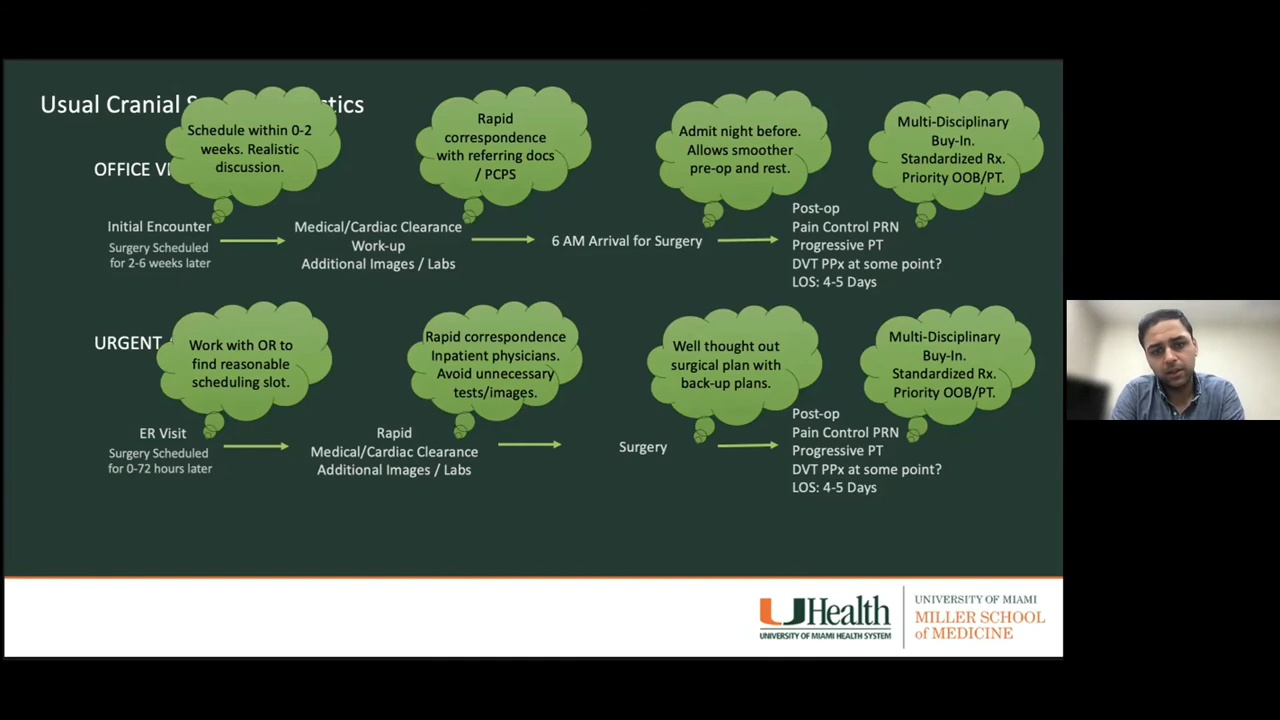 Usual Cranial S tics
Schedule within 0-2
weeks. Realistic
discussion.
Rapid
correspondence
with referring docs
/ PCPS
Admit night before.
Allows smoother
pre-op and rest.
Multi-Disciplinary
Buy-In.
Standardized Rx.
Priority OOB/PT.
OFFICE VI
Initial Encounter
Surgery Scheduled
for 2-6 weeks later
Medical/Cardiac Clearance
Work-up
Additional Images / Labs
6 AM Arrival for Surgery
Post-op
Pain Control PRN
Progressive PT
DVT PPx at some point?
LOS: 4-5 Days
URGENT
Work with OR to
find reasonable
scheduling slot.
Rapid correspondence
Inpatient physicians.
Avoid unnecessary
tests/images.
Well thought out
surgical plan with
back-up plans.
Multi-Disciplinary
Buy-In.
Standardized Rx.
Priority OOB/PT.
ER Visit
Surgery Scheduled
for 0-72 hours later
Rapid
Medical/Cardiac Clearance
Additional Images / Labs
Surgery
Post-op
Pain Control PRN
Progressive PT
DVT PPx at some point?
LOS: 4-5 Days
UHealth
UNIVERSITY OF MIAMI HEALTH SYSTEM
UNIVERSITY OF MIAMI
MILLER SCHOOL
of MEDICINE